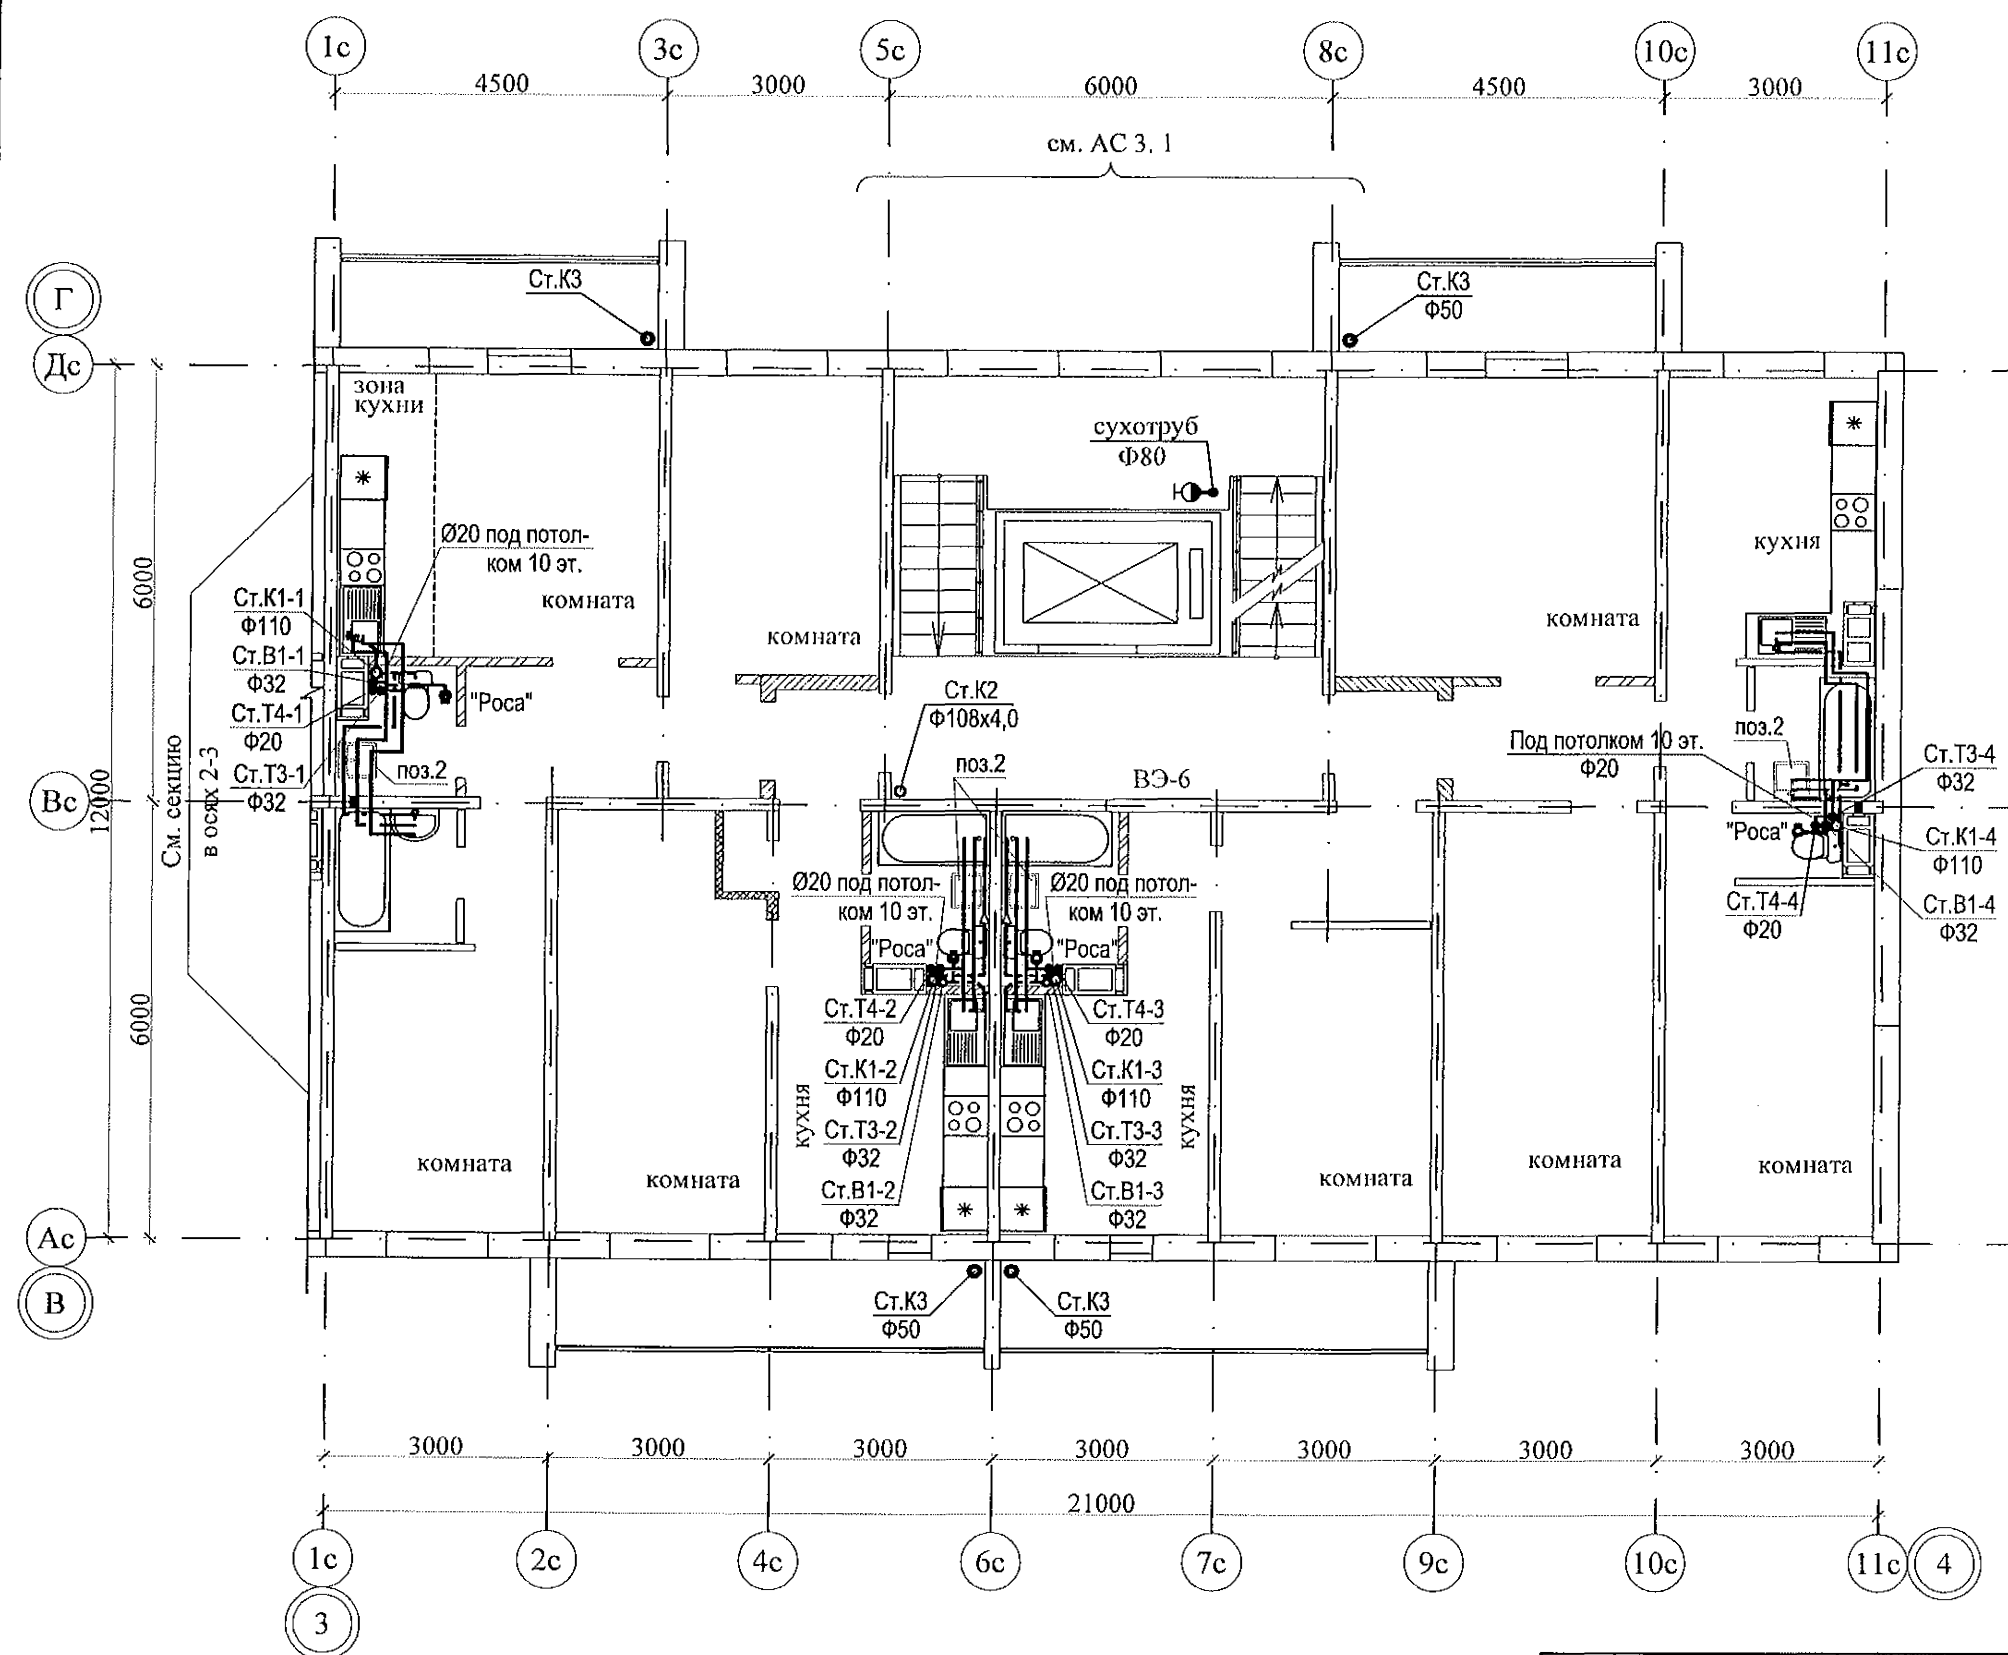 1с
3с
5с
8с
10с
11с
4500
3000
6000
4500
3000
см. АС 3. 1
Г
Дс
Ст.К3
Ст.К3
Ф50
зона
кухни
сухотруб
Ф80
Ø20 под потол-
ком 10 эт.
кухня
6000
Ст.К1-1
Ф110
Ст.В1-1
Ф32
Ст.Т4-1
Ф20
Ст.Т3-1
Ф32
комната
комната
комната
"Роса"
поз.2
Ст.К2
Ф108х4,0
поз.2
ВЭ-6
Под потолком 10 эт.
Ф20
поз.2
Ст.Т3-4
Ф32
"Роса"
Ст.К1-4
Ф110
Ст.Т4-4
Ф20
Ст.В1-4
Ф32
Вс
12000
См. секцию
в осях 2-3
Ø20 под потол-
ком 10 эт.
Ø20 под потол-
ком 10 эт.
"Роса"
"Роса"
6000
Ст.Т4-2
Ф20
Ст.Т4-3
Ф20
Ст.К1-2
Ф110
Ст.К1-3
Ф110
кухня
кухня
Ст.Т3-2
Ф32
Ст.Т3-3
Ф32
Ст.В1-2
Ф32
Ст.В1-3
Ф32
комната
комната
комната
комната
комната
Ас
В
Ст.К3
Ф50
Ст.К3
Ф50
3000
3000
3000
3000
3000
3000
3000
21000
1с
2с
4с
6с
7с
9с
10с
11с
4
3